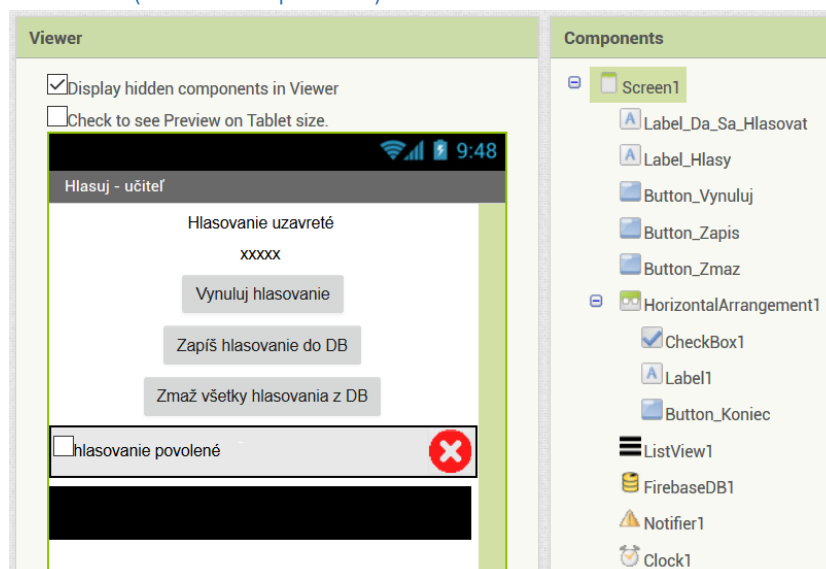 Viewer
Display hidden components in Viewer
Check to see Preview on Tablet size.
9:48
Hlasuj - učiteľ
Hlasovanie uzavreté
xxxxx
Vynuluj hlasovanie
Zapíš hlasovanie do DB
Zmaž všetky hlasovania z DB
hlasovanie povolené
Components
Screen1
Label_Da_Sa_Hlasovat
Label_Hlasy
Button_Vynuluj
Button_Zapis
Button_Zmaz
HorizontalArrangement1
CheckBox1
Label1
Button_Koniec
ListView1
FirebaseDB1
Notifier1
Clock1